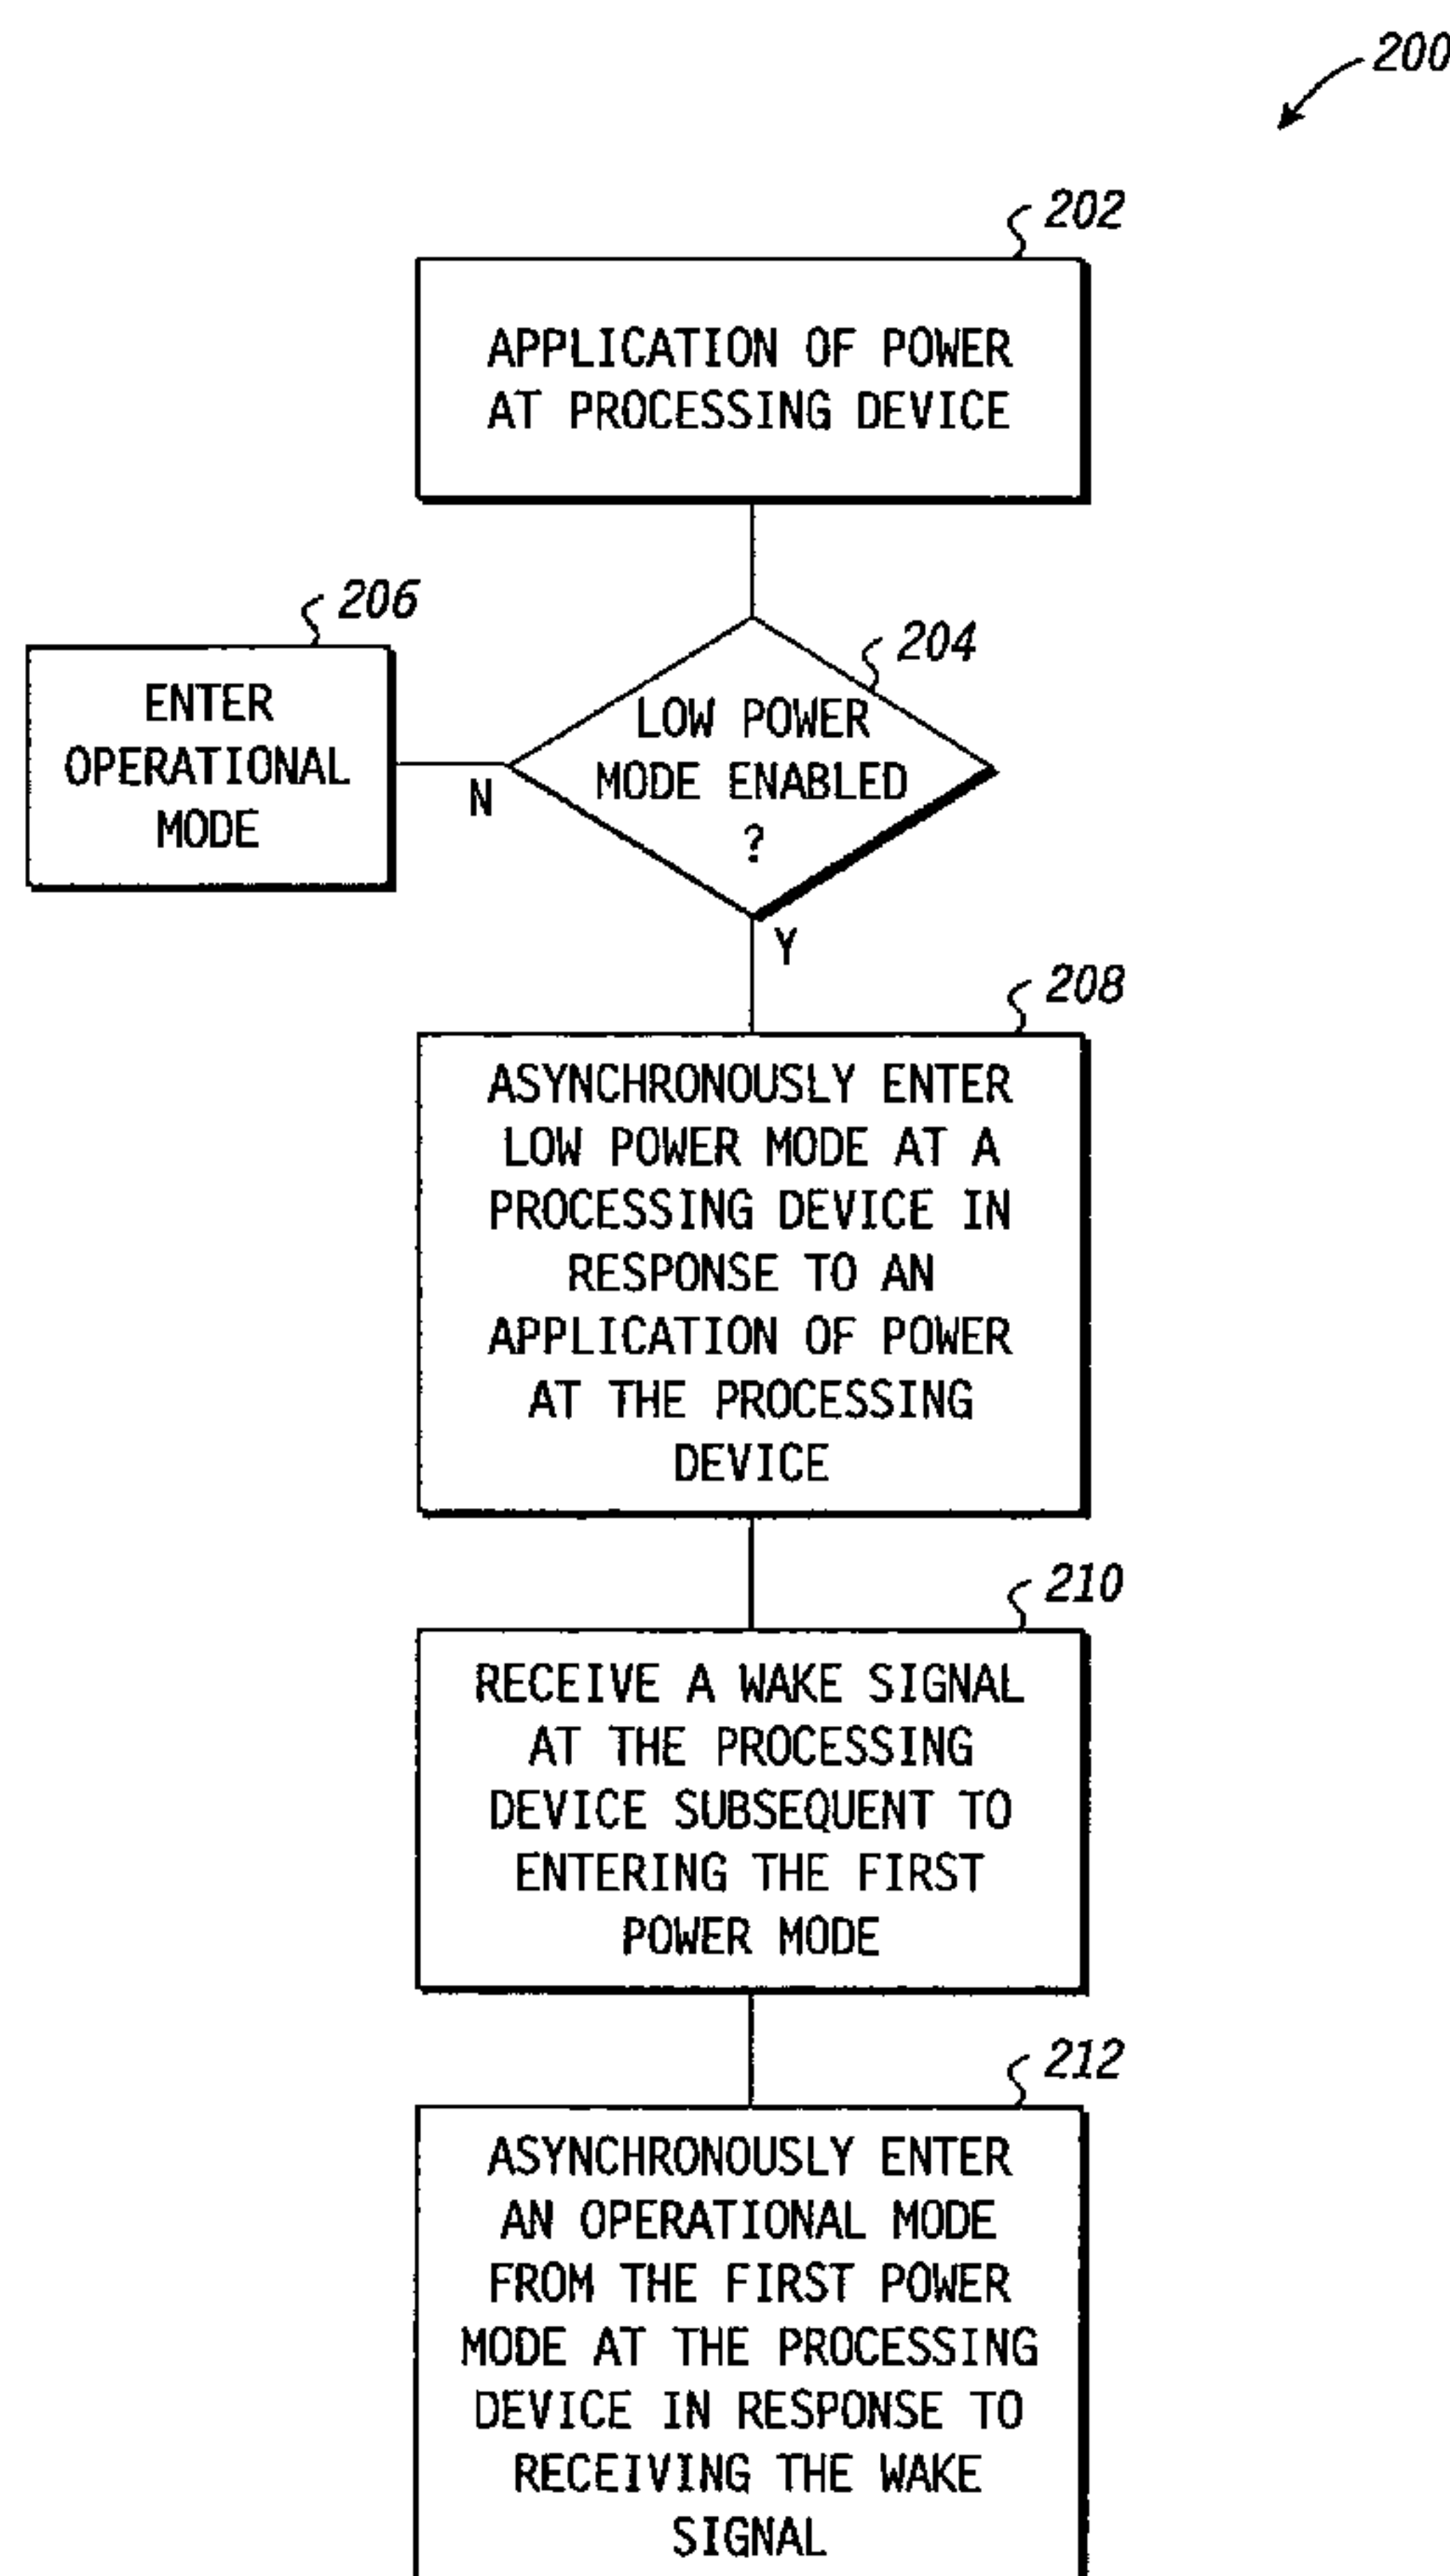 200
202
APPLICATION OF POWER
AT PROCESSING DEVICE
206
ENTER
OPERATIONAL
MODE
204
LOW POWER
MODE ENABLED
?
N
Y
208
ASYNCHRONOUSLY ENTER
LOW POWER MODE AT A
PROCESSING DEVICE IN
RESPONSE TO AN
APPLICATION OF POWER
AT THE PROCESSING
DEVICE
210
RECEIVE A WAKE SIGNAL
AT THE PROCESSING
DEVICE SUBSEQUENT TO
ENTERING THE FIRST
POWER MODE
212
ASYNCHRONOUSLY ENTER
AN OPERATIONAL MODE
FROM THE FIRST POWER
MODE AT THE PROCESSING
DEVICE IN RESPONSE TO
RECEIVING THE WAKE
SIGNAL